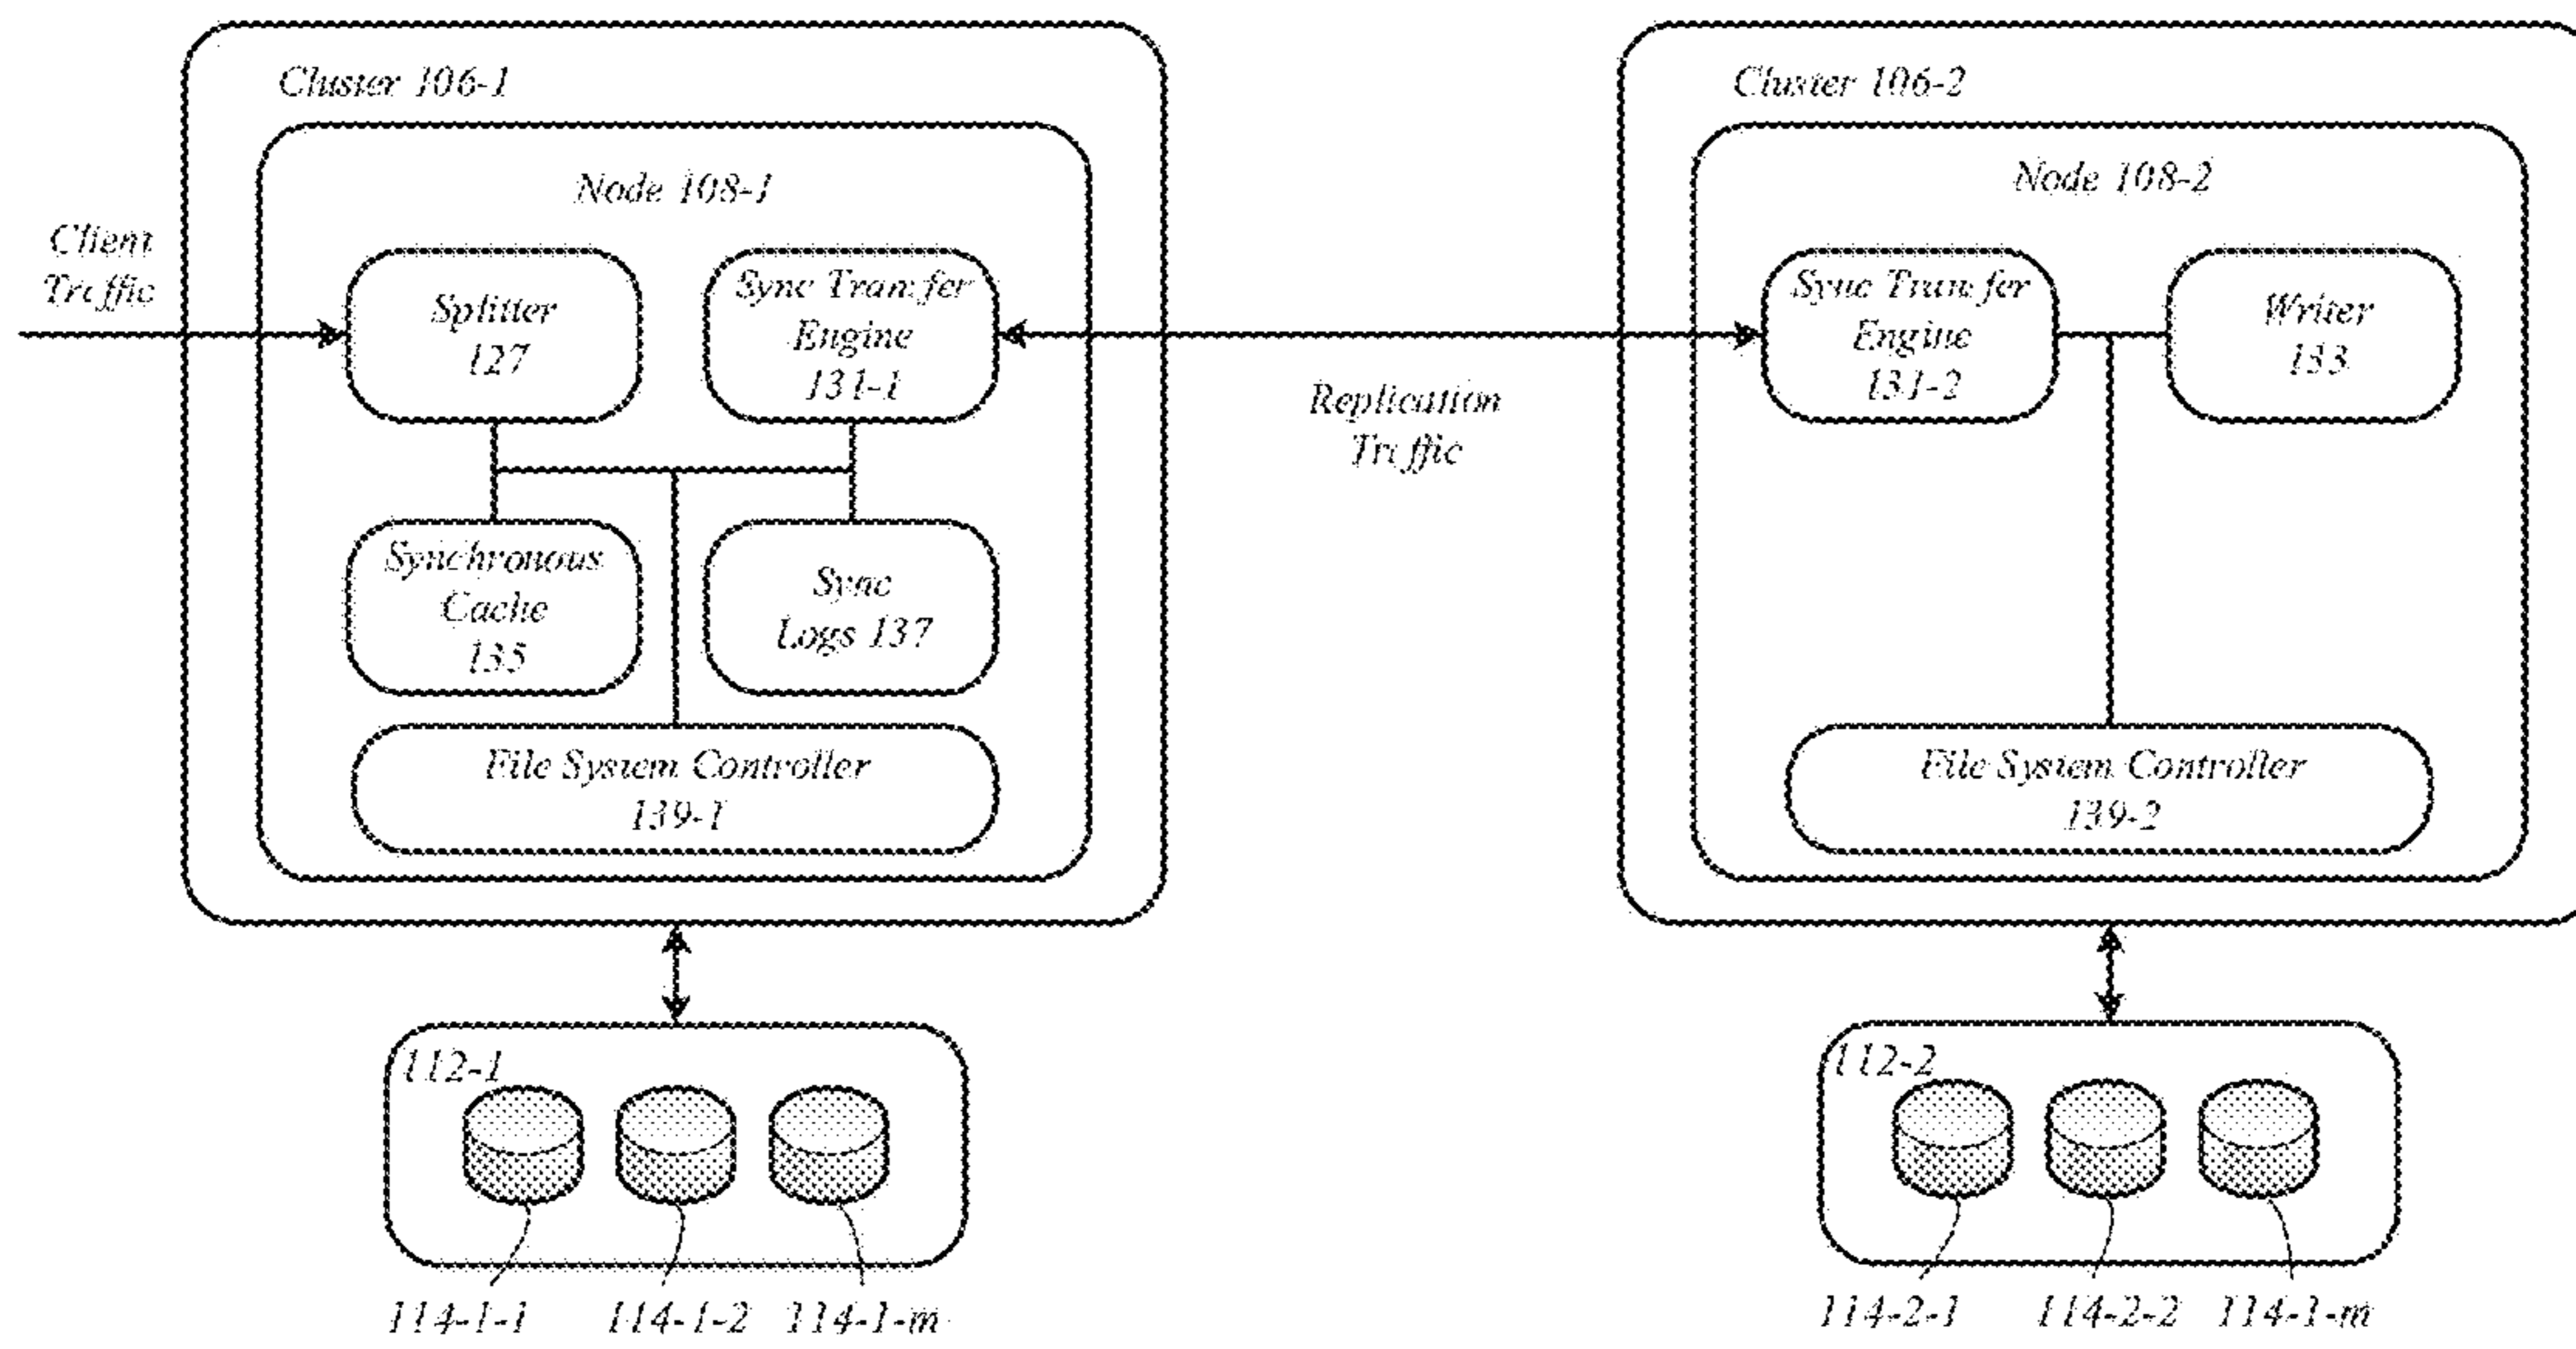 Cluster 106-1
Node 108-1
Client
Traffic
Splitter
127
Sync Transfer
Engine
131-1
Synchronous
Cache
135
Sync
Logs 137
File System Controller
139-1
Replication
Traffic
Cluster 106-2
Node 108-2
Sync Transfer
Engine
131-2
Writer
133
File System Controller
139-2
112-1
114-1-1
114-1-2
114-1-m
112-2
114-2-1
114-2-2
114-1-m